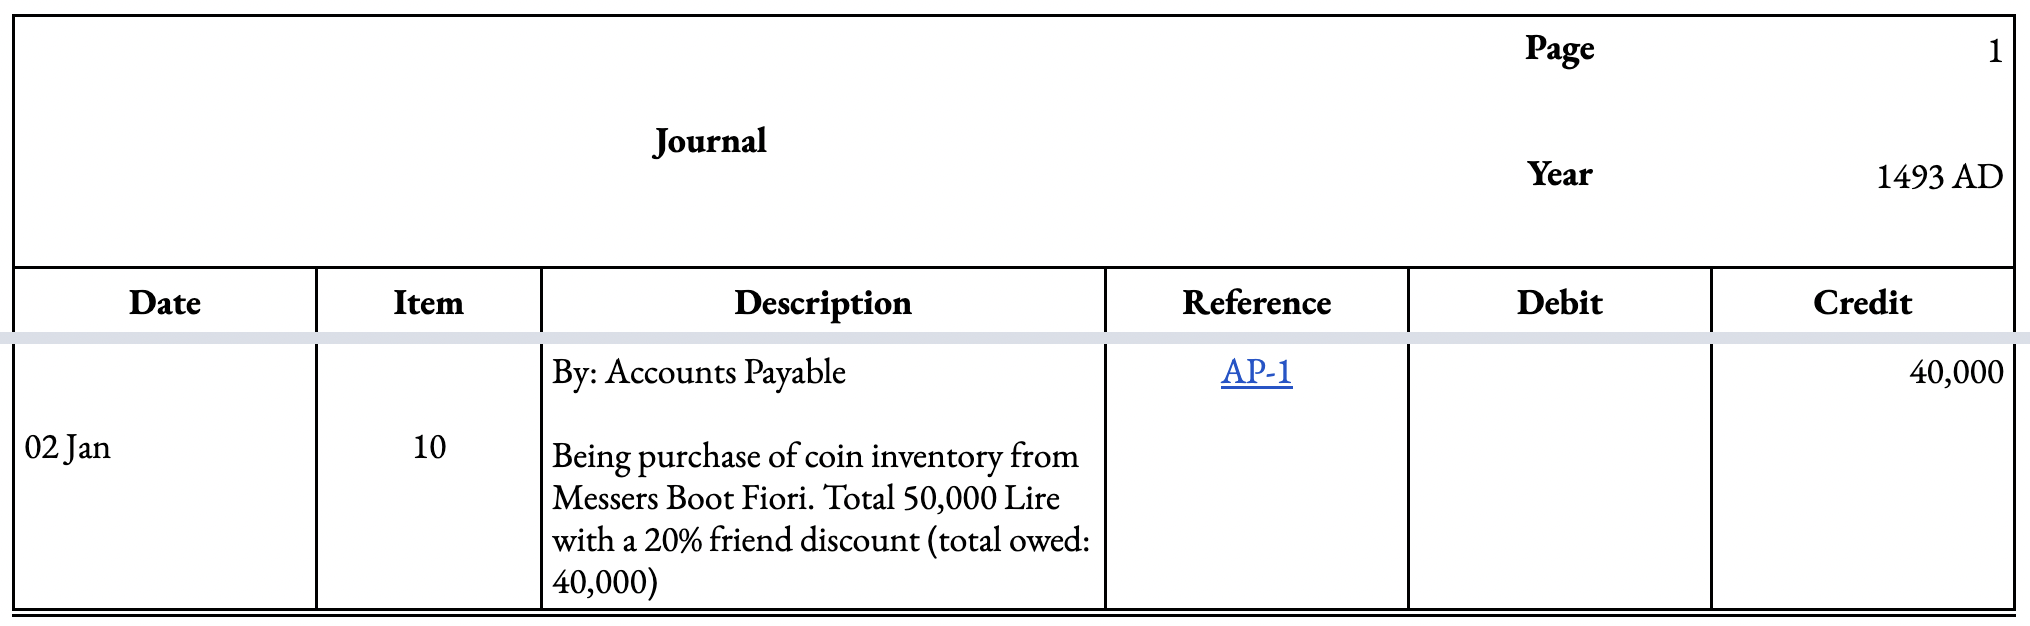 Page 1
Journal
Year 1493 AD
Date Item Description Reference Debit Credit
By: Accounts Payable AP-1 40,000
02 Jan 10
Being purchase of coin inventory from
Messers Boot Fiori. Total 50,000 Lire
with a 20% friend discount (total owed:
40,000)